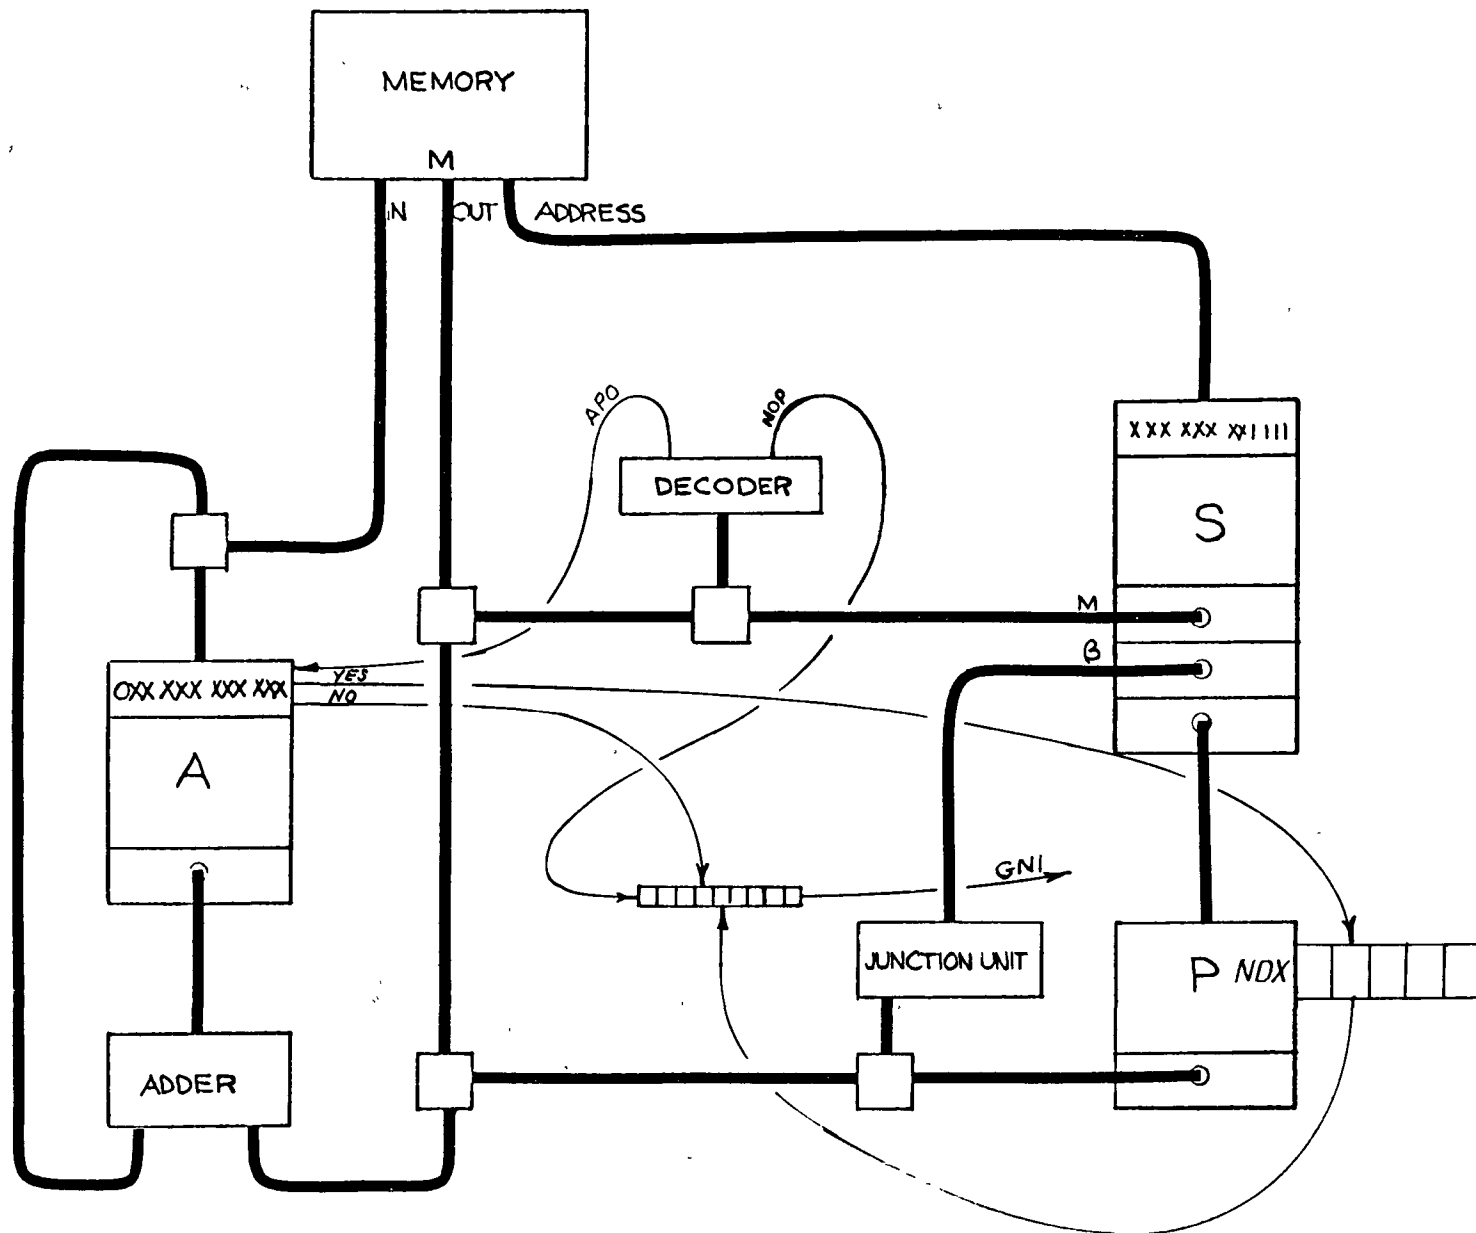 MEMORY
M
IN OUT ADDRESS
APO
NOP
DECODER
XXX XXX XX1111
S
M
β
YES
NO
0XX XXX XXX XXX
A
GNI
JUNCTION UNIT
P NDX
ADDER